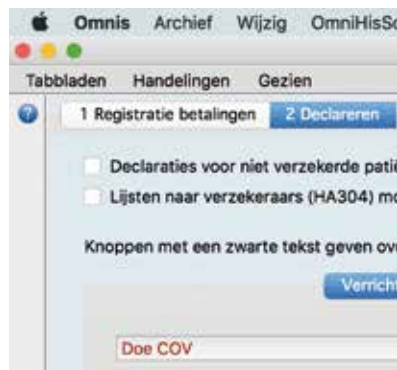 Omnis Archief Wijzig OmniHisSc
Tabbladen Handelingen Gezien
1 Registratie betalingen 2 Declareren
Declaraties voor niet verzekerde patië
Lijsten naar verzekeraars (HA304) mo
Knoppen met een zwarte tekst geven ove
Verricht
Doe COV